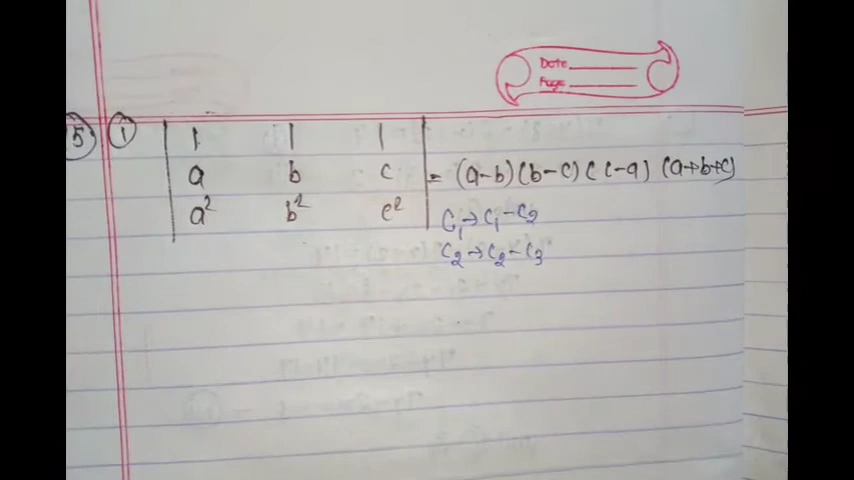 Date
Page
5 1 | 1 1 1 |
a b c = (a-b)(b-c)(c-a) (a+b+c)
a² b² c²
C₁→C₁-C₂
C₂→C₂-C₃